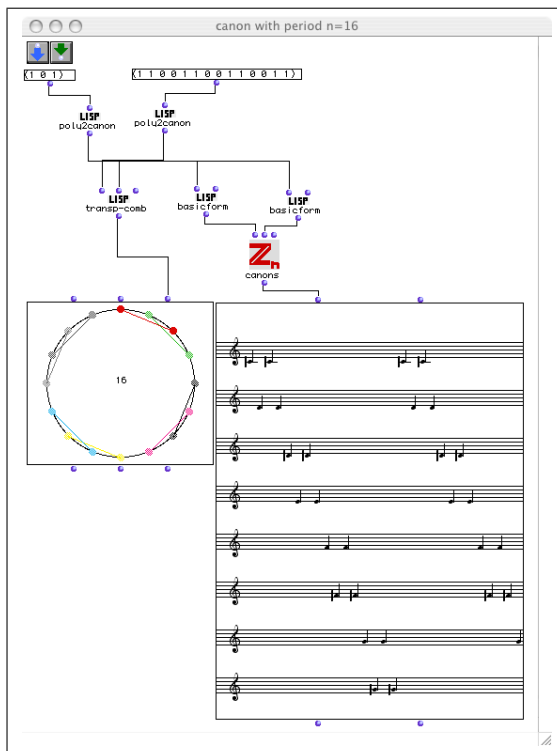 canon with period n=16
(1 0 1)
(1 1 0 0 1 1 0 0 1 1 0 0 1 1)
LISP
poly2canon
LISP
poly2canon
LISP
transp-comb
LISP
basicform
LISP
basicform
Zn
canons
16